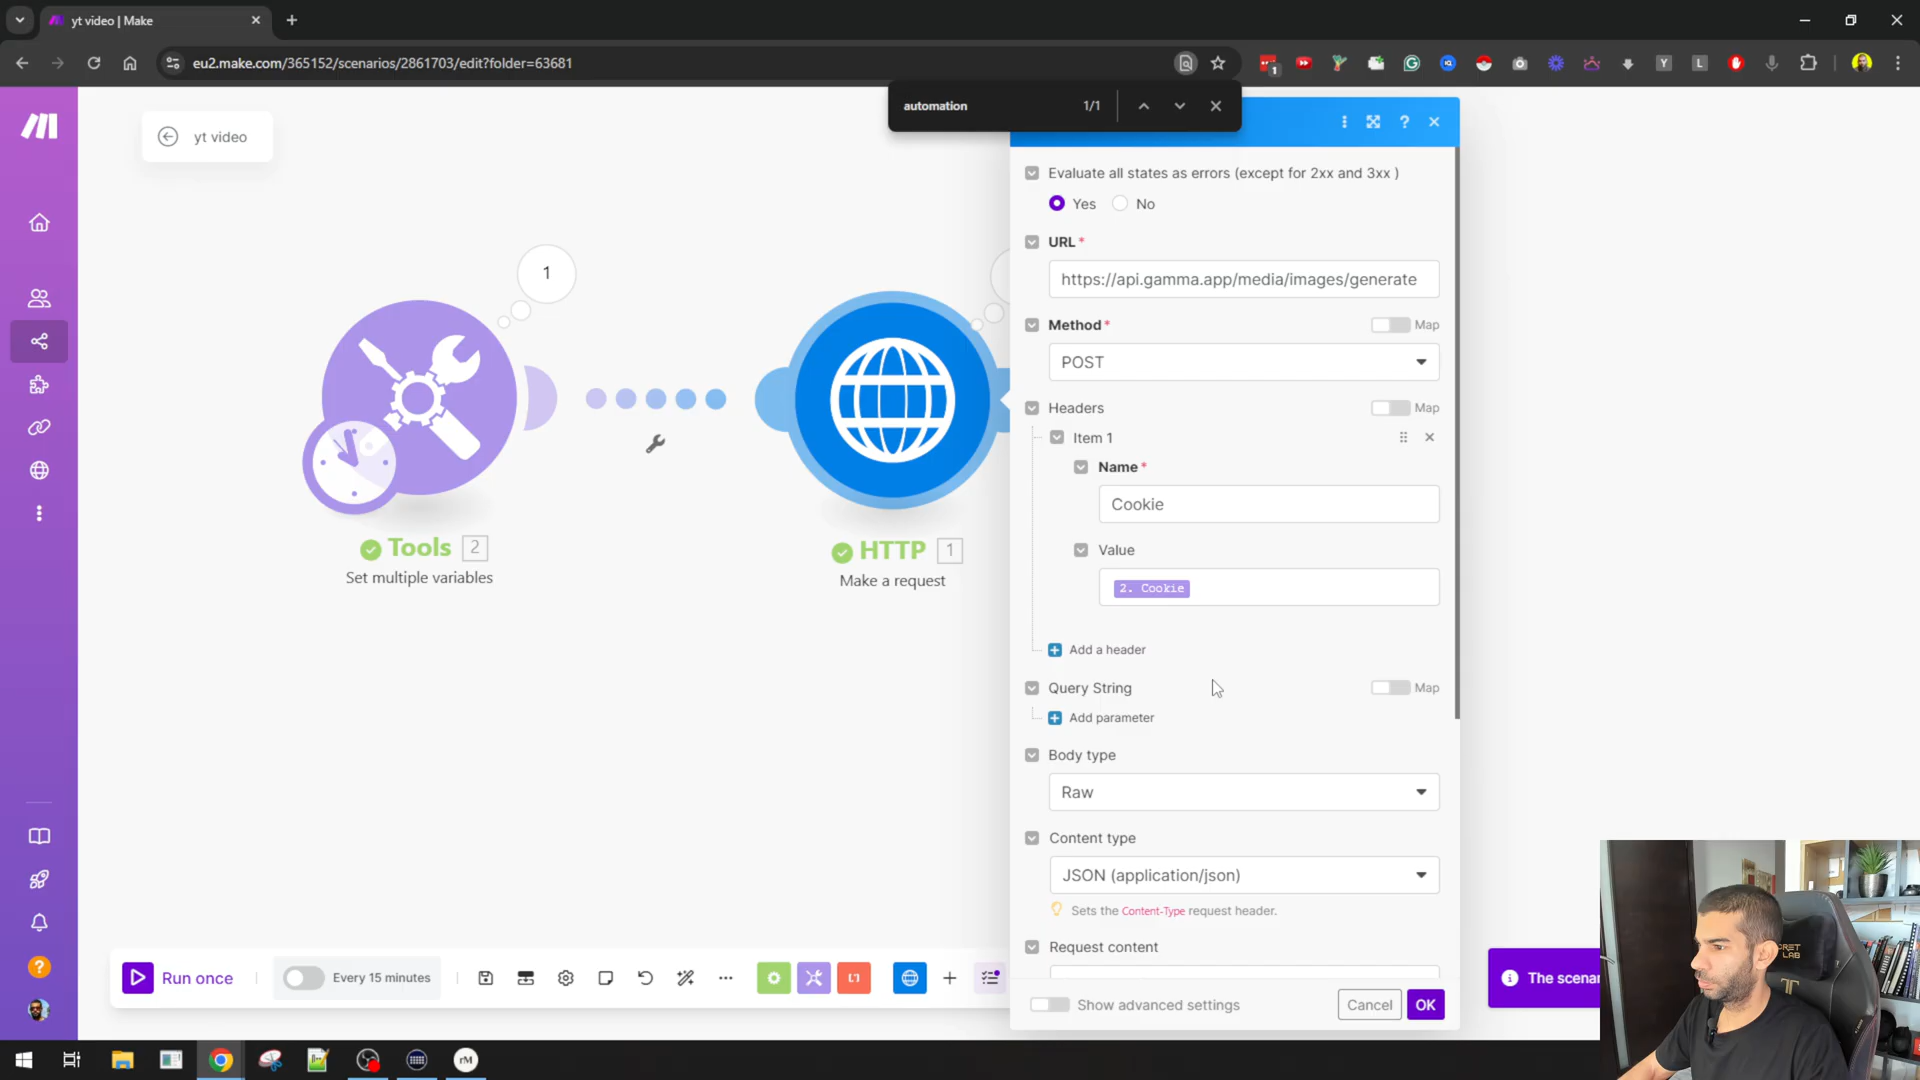 yt video | Make
eu2.make.com/365152/scenarios/2861703/edit?folder=63681
1
Y
L
automation
1/1
yt video
Evaluate all states as errors (except for 2xx and 3xx )
Yes
No
URL *
https://api.gamma.app/media/images/generate
Method *
Map
POST
Headers
Map
Item 1
Name *
Cookie
Value
2. Cookie
Add a header
Query String
Map
Add parameter
Body type
Raw
Content type
JSON (application/json)
Sets the Content-Type request header.
Request content
Show advanced settings
Cancel
OK
1
Tools 2
Set multiple variables
HTTP 1
Make a request
Run once
Every 15 minutes
The scenar
rM